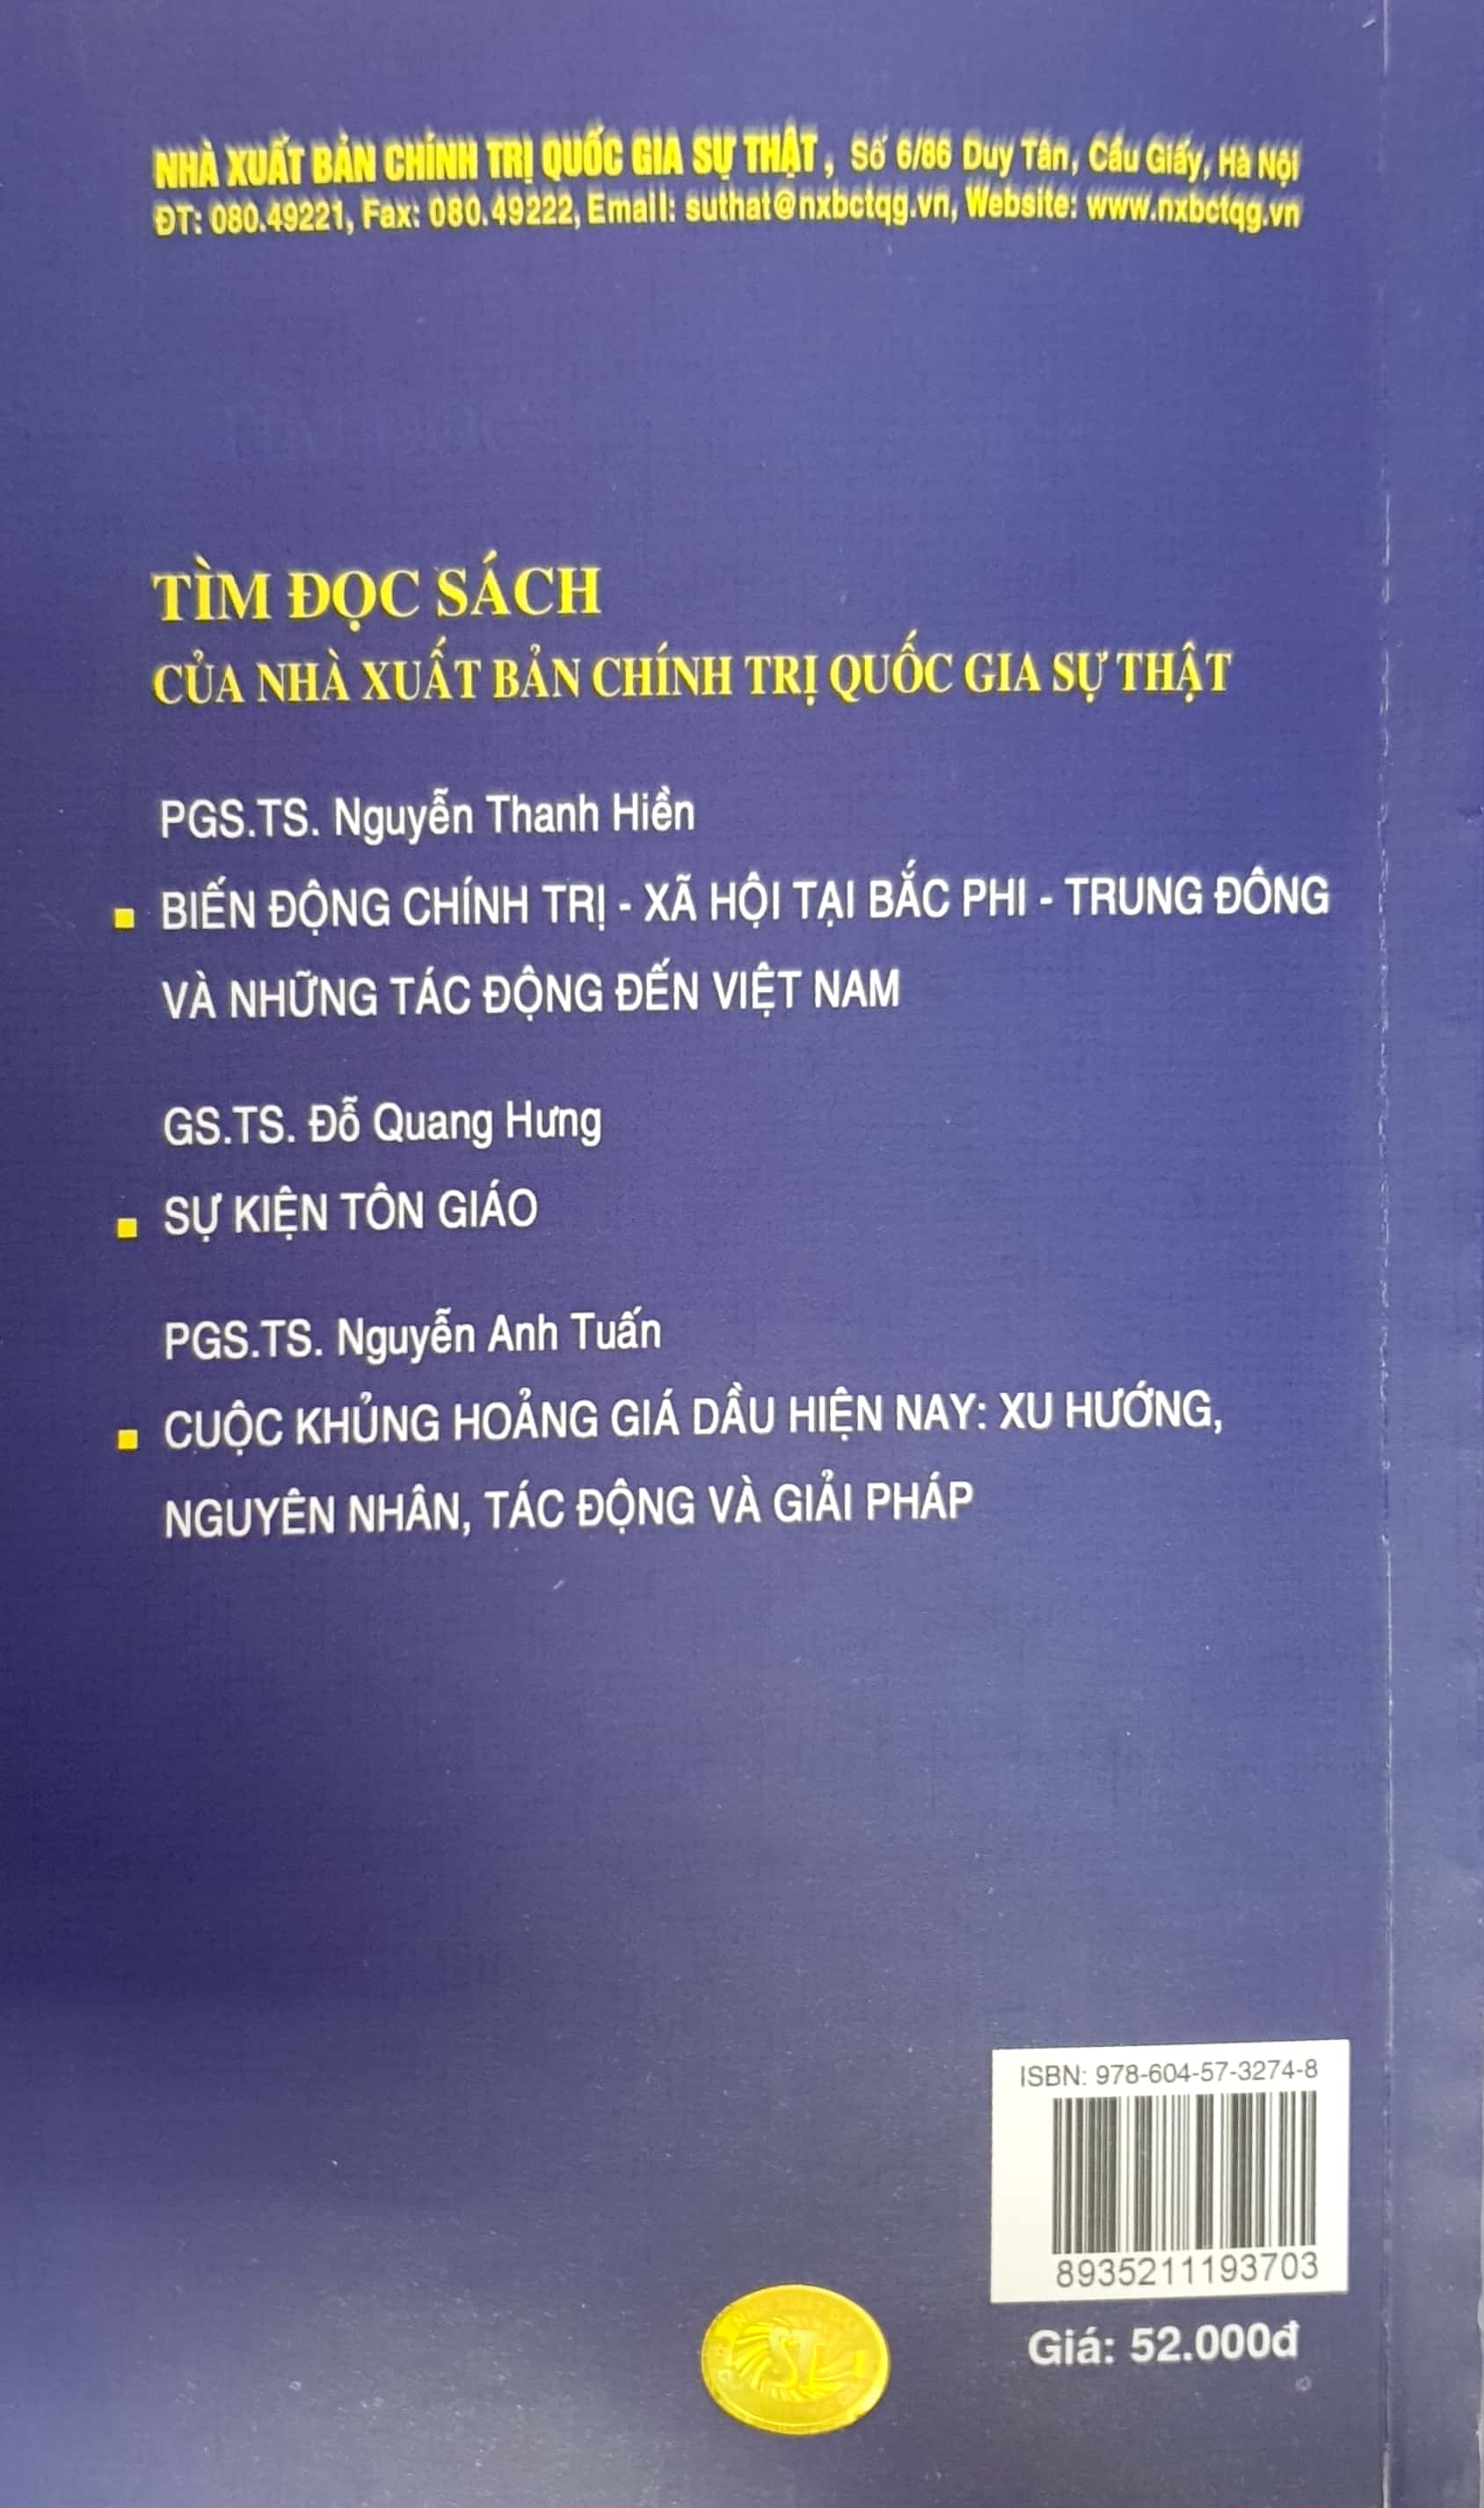 NHÀ XUẤT BẢN CHÍNH TRỊ QUỐC GIA SỰ THẬT, Số 6/86 Duy Tân, Cầu Giấy, Hà Nội
ĐT: 080.49221, Fax: 080.49222, Email: suthat@nxbctqg.vn, Website: www.nxbctqg.vn
TÌM ĐỌC SÁCH
CỦA NHÀ XUẤT BẢN CHÍNH TRỊ QUỐC GIA SỰ THẬT
PGS.TS. Nguyễn Thanh Hiền
BIẾN ĐỘNG CHÍNH TRỊ - XÃ HỘI TẠI BẮC PHI - TRUNG ĐÔNG
VÀ NHỮNG TÁC ĐỘNG ĐẾN VIỆT NAM
GS.TS. Đỗ Quang Hưng
SỰ KIỆN TÔN GIÁO
PGS.TS. Nguyễn Anh Tuấn
CUỘC KHỦNG HOẢNG GIÁ DẦU HIỆN NAY: XU HƯỚNG,
NGUYÊN NHÂN, TÁC ĐỘNG VÀ GIẢI PHÁP
ISBN: 978-604-57-3274-8
8935211193703
Giá: 52.000đ